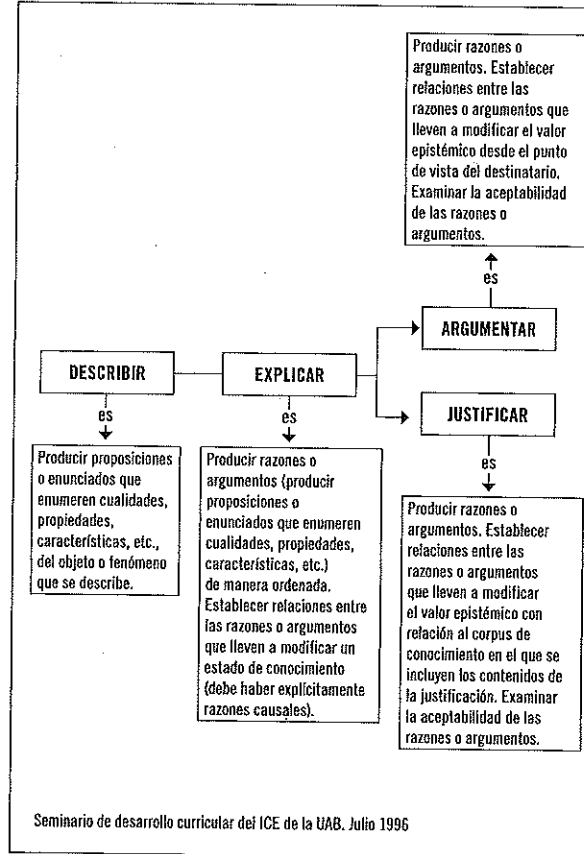 Producir razones o
argumentos. Establecer
relaciones entre las
razones o argumentos que
lleven a modificar el valor
epistémico desde el punto
de vista del destinatario.
Examinar la aceptabilidad
de las razones o
argumentos.
es
ARGUMENTAR
DESCRIBIR
EXPLICAR
JUSTIFICAR
es
Producir proposiciones
o enunciados que
enumeren cualidades,
propiedades,
características, etc.,
del objeto o fenómeno
que se describe.
es
Producir razones o
argumentos (producir
proposiciones o
enunciados que enumeren
cualidades, propiedades,
características, etc.)
de manera ordenada.
Establecer relaciones entre
las razones o argumentos
que lleven a modificar un
estado de conocimiento
(debe haber explícitamente
razones causales).
es
Producir razones o
argumentos. Establecer
relaciones entre las
razones o argumentos
que lleven a modificar
el valor epistémico con
relación al corpus de
conocimiento en el que se
incluyen los contenidos de
la justificación. Examinar
la aceptabilidad de las
razones o argumentos.
Seminario de desarrollo curricular del ICE de la UAB. Julio 1996